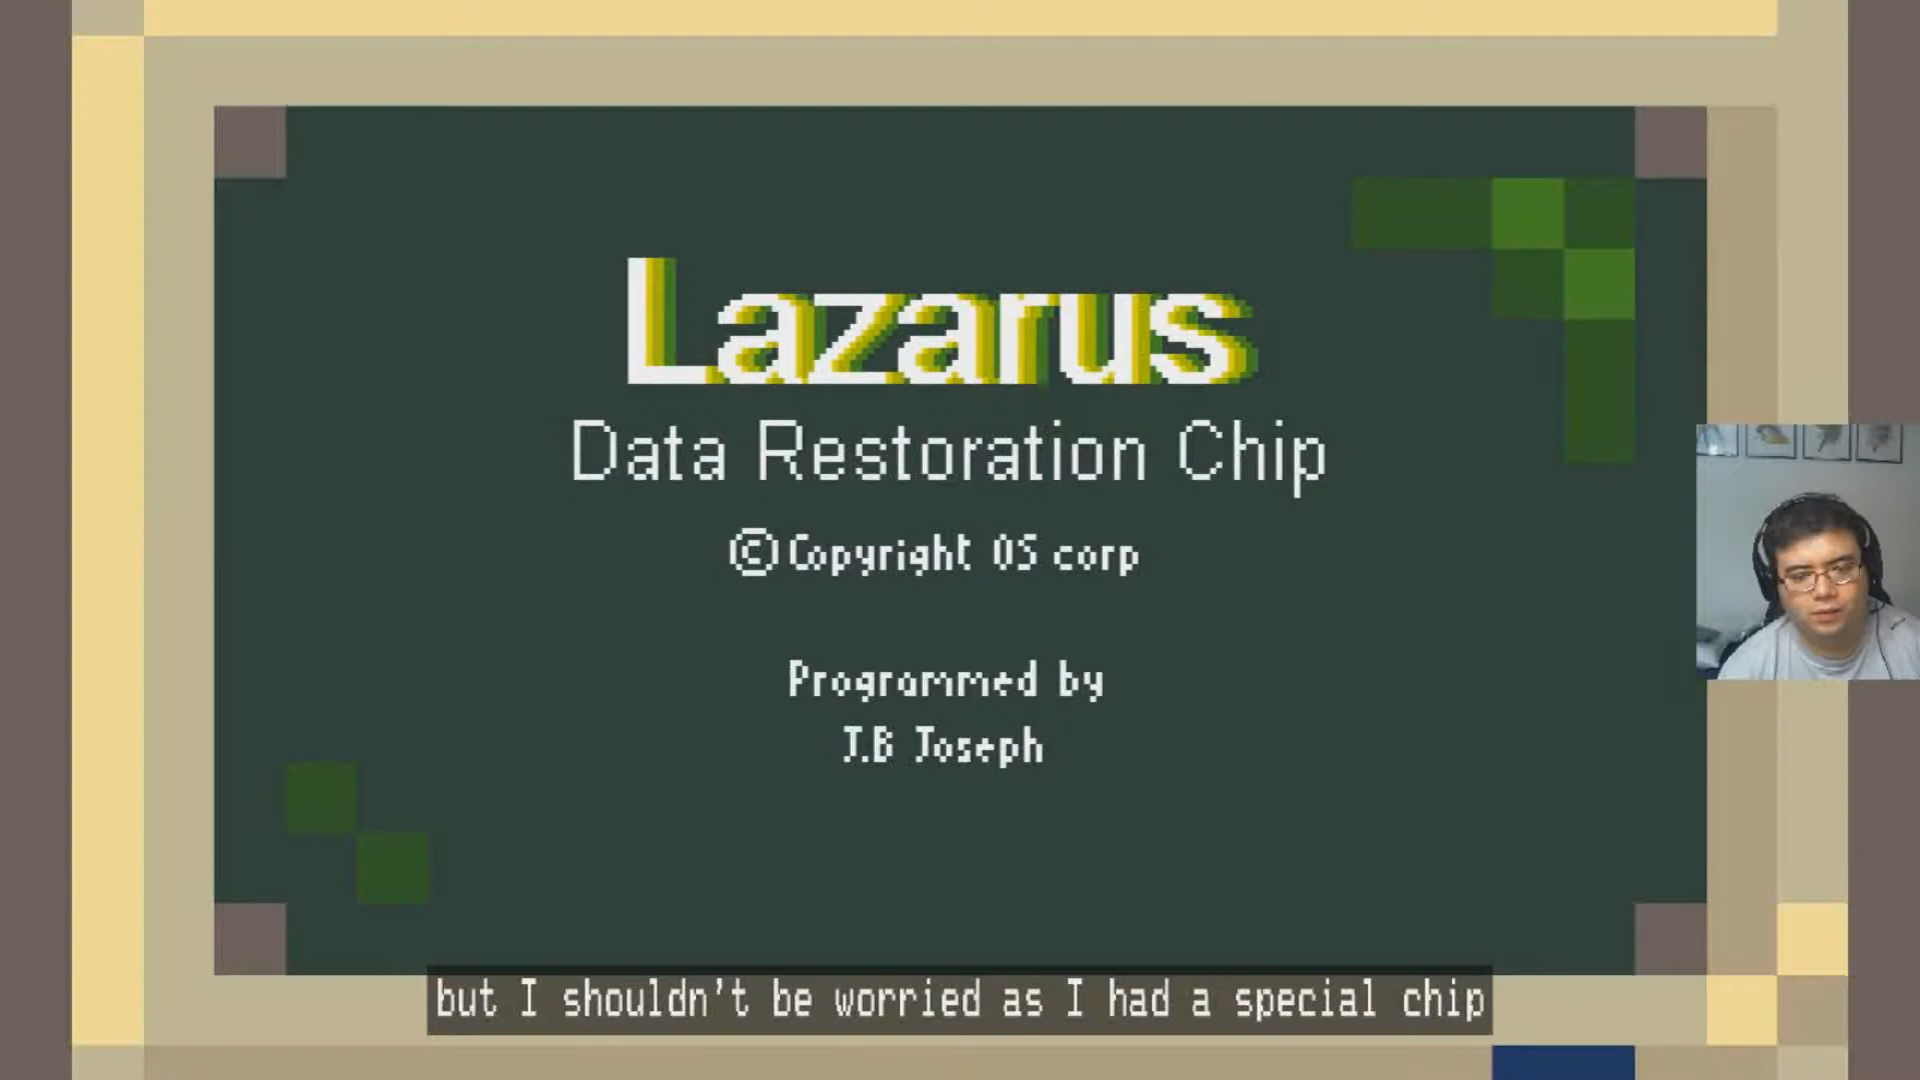 Lazarus
Data Restoration Chip
©Copyright OS corp
Programmed by
J.B Joseph
but I shouldn't be worried as I had a special chip